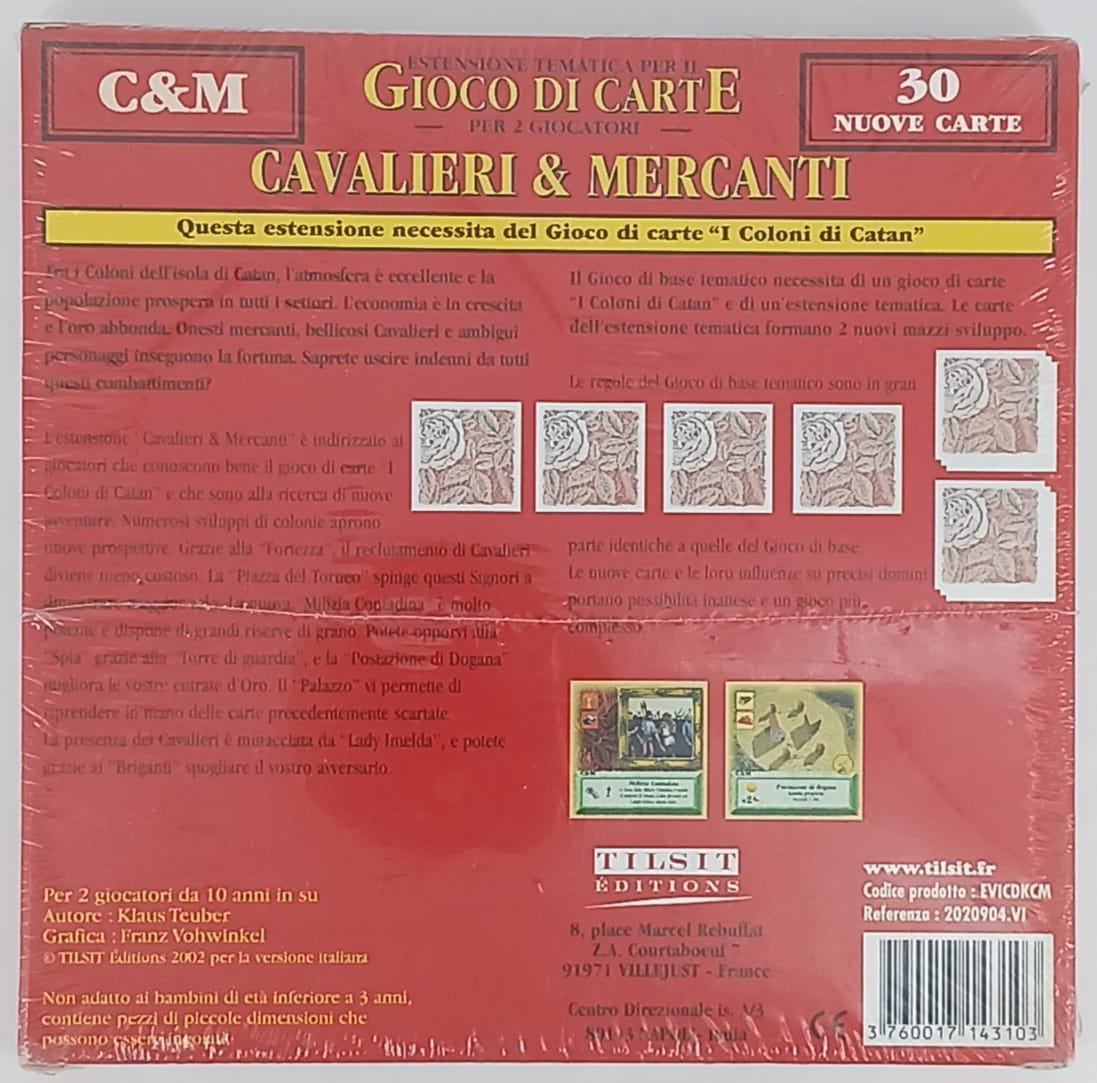 C&M
ESTENSIONE TEMATICA PER IL
GIOCO DI CARTE
PER 2 GIOCATORI
30
NUOVE CARTE
CAVALIERI & MERCANTI
Questa estensione necessita del Gioco di carte "I Coloni di Catan"
Fra i Coloni dell'isola di Catan, l'atmosfera è eccellente e la
popolazione prospera in tutti i settori. L'economia è in crescita
e l'oro abbonda. Onesti mercanti, bellicosi Cavalieri e ambigui
personaggi inseguono la fortuna. Saprete uscire indenni da tutti
questi combattimenti?
L'estensione "Cavalieri & Mercanti" è indirizzato ai
giocatori che conoscono bene il gioco di carte "I
Coloni di Catan" e che sono alla ricerca di nuove
avventure. Numerosi sviluppi di colonie aprono
nuove prospettive. Grazie alla "Fortezza", il reclutamento di Cavalieri
diviene meno costoso. La "Piazza del Torneo" spinge questi Signori a
"Milizia Contadina" è molto
potente e dispone di grandi riserve di grano. Potete opporvi alla
"Spia" grazie alla "Torre di guardia", e la "Postazione di Dogana"
migliora le vostre entrate d'Oro. Il "Palazzo" vi permette di
riprendere in mano delle carte precedentemente scartate.
La presenza dei Cavalieri è minacciata da "Lady Imelda", e potete
grazie ai "Briganti" spogliare il vostro avversario.
Il Gioco di base tematico necessita di un gioco di carte
"I Coloni di Catan" e di un'estensione tematica. Le carte
dell'estensione tematica formano 2 nuovi mazzi sviluppo.
Le regole del Gioco di base tematico sono in gran
parte identiche a quelle del Gioco di base.
Le nuove carte e le loro influenze su precisi domini
portano possibilità inattese e un gioco più
complesso.
C&M
Milizia Contadina
C&M
Postazione di dogana
+2
Per 2 giocatori da 10 anni in su
Autore : Klaus Teuber
Grafica : Franz Vohwinkel
© TILSIT Editions 2002 per la versione italiana
Non adatto ai bambini di età inferiore a 3 anni,
contiene pezzi di piccole dimensioni che
possono essere ingoiati.
TILSIT
ÉDITIONS
8, place Marcel Rebuffat
Z.A. Courtaboeuf 7
91971 VILLEJUST - France
Centro Direzionale is. A/3
80143 NAPOLI - Italia
www.tilsit.fr
Codice prodotto : EVICDKCM
Referenza : 2020904.VI
CE
3 760017 143103